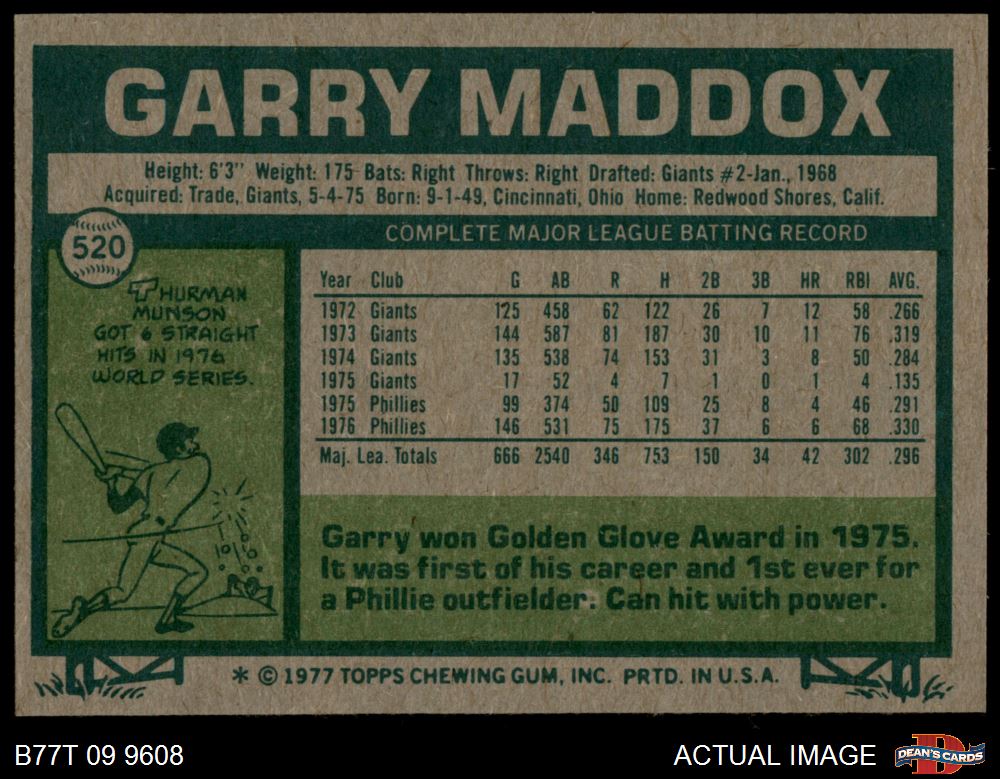 GARRY MADDOX
Height: 6'3" Weight: 175 Bats: Right Throws: Right Drafted: Giants #2-Jan., 1968
Acquired: Trade, Giants, 5-4-75 Born: 9-1-49, Cincinnati, Ohio Home: Redwood Shores, Calif.
520
COMPLETE MAJOR LEAGUE BATTING RECORD
THURMAN
MUNSON
GOT 6 STRAIGHT
HITS IN 1976
WORLD SERIES.
Year Club G AB R H 2B 3B HR RBI AVG.
1972 Giants 125 458 62 122 26 7 12 58 .266
1973 Giants 144 587 81 187 30 10 11 76 .319
1974 Giants 135 538 74 153 31 3 8 50 .284
1975 Giants 17 52 4 7 1 0 1 4 .135
1975 Phillies 99 374 50 109 25 8 4 46 .291
1976 Phillies 146 531 75 175 37 6 6 68 .330
Maj. Lea. Totals 666 2540 346 753 150 34 42 302 .296
Garry won Golden Glove Award in 1975.
It was first of his career and 1st ever for
a Phillie outfielder. Can hit with power.
* © 1977 TOPPS CHEWING GUM, INC. PRTD. IN U.S.A.
B77T 09 9608
ACTUAL IMAGE
D
DEAN'S CARDS